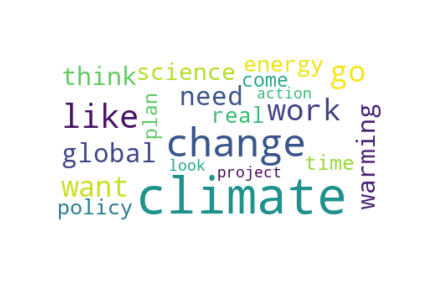 think science energy go
come
like plan need real action work
global change warming
want look project time
policy climate